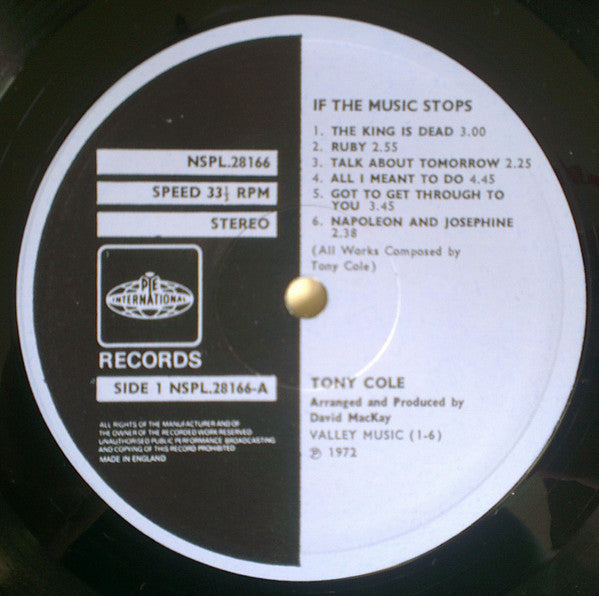 NSPL.28166
SPEED 33⅓ RPM
STEREO
PYE
INTERNATIONAL
RECORDS
SIDE 1 NSPL.28166-A
ALL RIGHTS OF THE MANUFACTURER AND OF
THE OWNER OF THE RECORDED WORK RESERVED
UNAUTHORISED PUBLIC PERFORMANCE BROADCASTING
AND COPYING OF THIS RECORD PROHIBITED
MADE IN ENGLAND
IF THE MUSIC STOPS
1. THE KING IS DEAD 3.00
2. RUBY 2.55
3. TALK ABOUT TOMORROW 2.25
4. ALL I MEANT TO DO 4.45
5. GOT TO GET THROUGH TO
YOU 3.45
6. NAPOLEON AND JOSEPHINE
2.38
(All Works Composed by
Tony Cole)
TONY COLE
Arranged and Produced by
David MacKay
VALLEY MUSIC (1-6)
℗ 1972